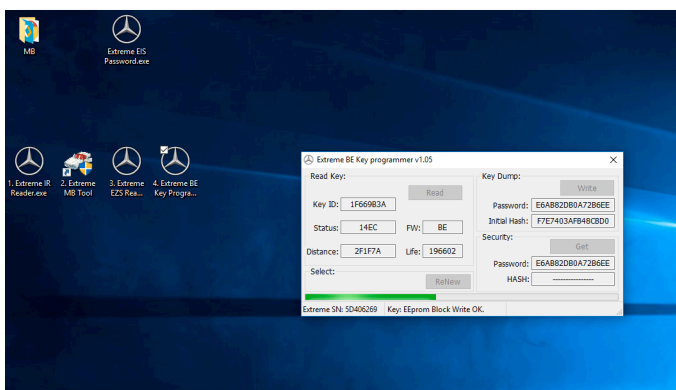 MB
Extreme EIS
Password.exe
1. Extreme IR
Reader.exe
2. Extreme
MB Tool
3. Extreme
EZS Rea...
4. Extreme BE
Key Progra...
Extreme BE Key programmer v1.05
Read Key:
Read
Key ID: 1F669B3A
Status: 14EC FW: BE
Distance: 2F1F7A Life: 196602
Select:
ReNew
Key Dump:
Write
Password: E6AB82DB0A72B6EE
Initial Hash: F7E7403AFB48CBD0
Security:
Get
Password: E6AB82DB0A72B6EE
HASH: ----------------
Extreme SN: 5D406269 Key: EEprom Block Write OK.